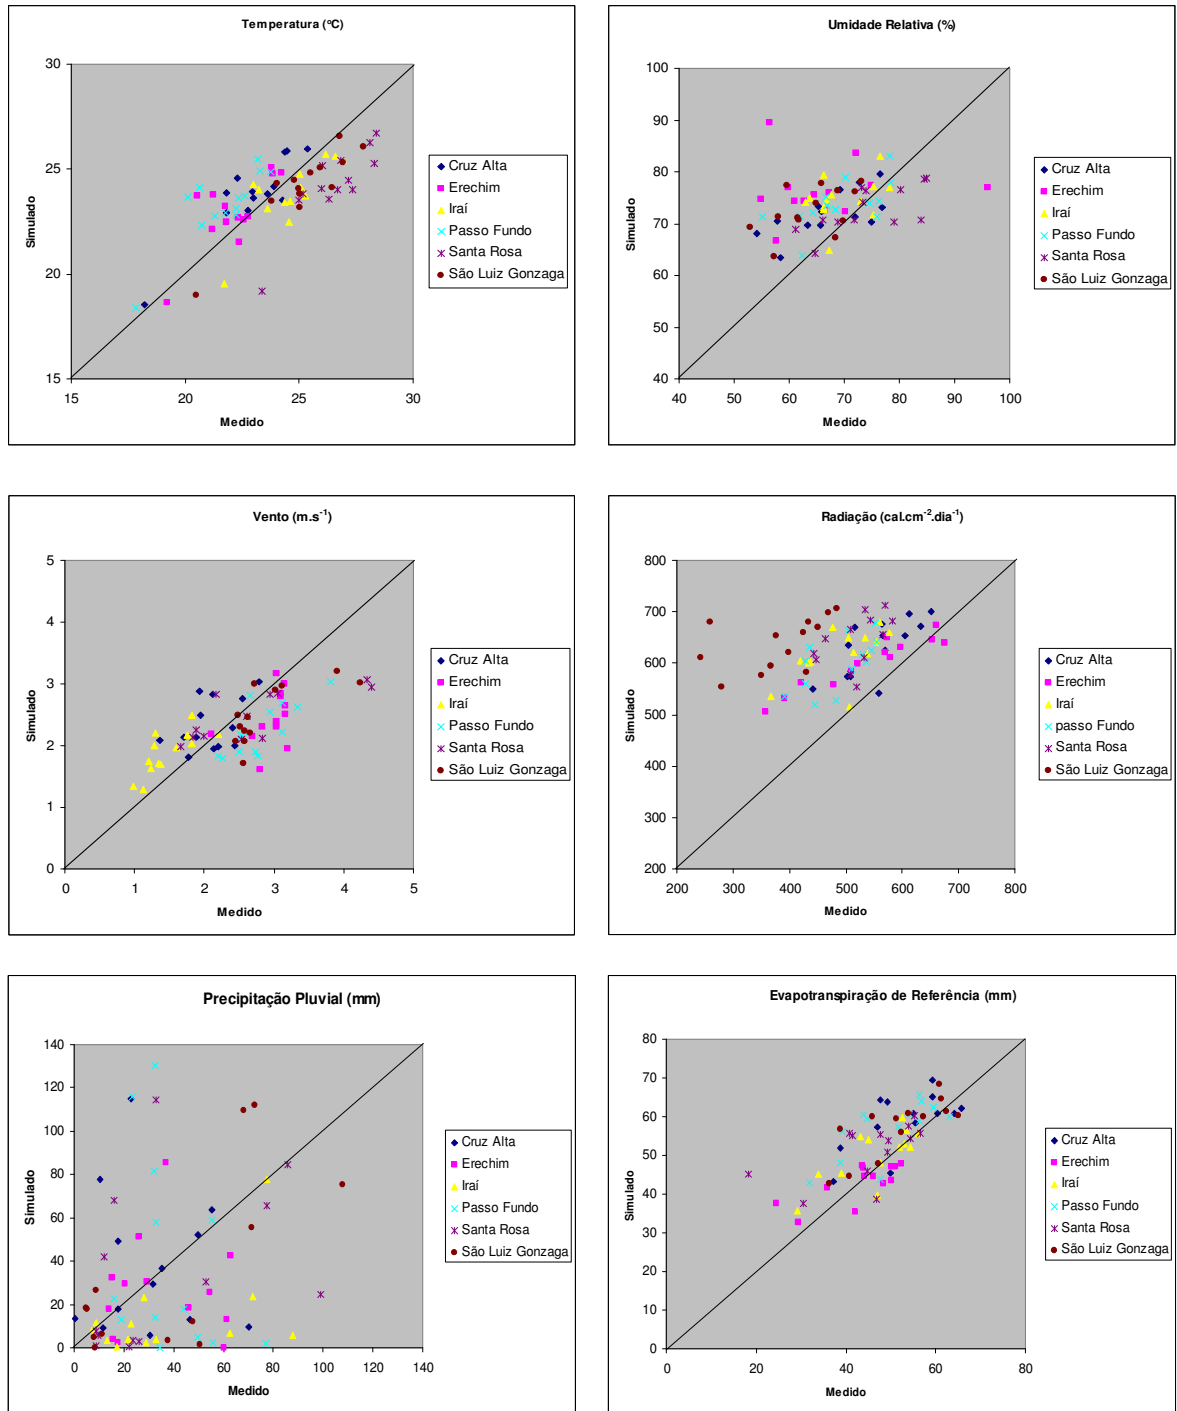 Temperatura (ºC)
30
25
20
15
15 20 25 30
Simulado
Medido
Cruz Alta
Erechim
Iraí
Passo Fundo
Santa Rosa
São Luiz Gonzaga
Umidade Relativa (%)
100
90
80
70
60
50
40
40 50 60 70 80 90 100
Simulado
Medido
Cruz Alta
Erechim
Iraí
Passo Fundo
Santa Rosa
São Luiz Gonzaga
Vento (m.s⁻¹)
5
4
3
2
1
0
0 1 2 3 4 5
Simulado
Medido
Cruz Alta
Erechim
Iraí
Passo Fundo
Santa Rosa
São Luiz Gonzaga
Radiação (cal.cm⁻².dia⁻¹)
800
700
600
500
400
300
200
200 300 400 500 600 700 800
Simulado
Medido
Cruz Alta
Erechim
Iraí
passo Fundo
Santa Rosa
São Luiz Gonzaga
Precipitação Pluvial (mm)
140
120
100
80
60
40
20
0
0 20 40 60 80 100 120 140
Simulado
Medido
Cruz Alta
Erechim
Iraí
Passo Fundo
Santa Rosa
São Luiz Gonzaga
Evapotranspiração de Referência (mm)
80
70
60
50
40
30
20
10
0
0 20 40 60 80
Simulado
Medido
Cruz Alta
Erechim
Iraí
Passo Fundo
Santa Rosa
São Luiz Gonzaga